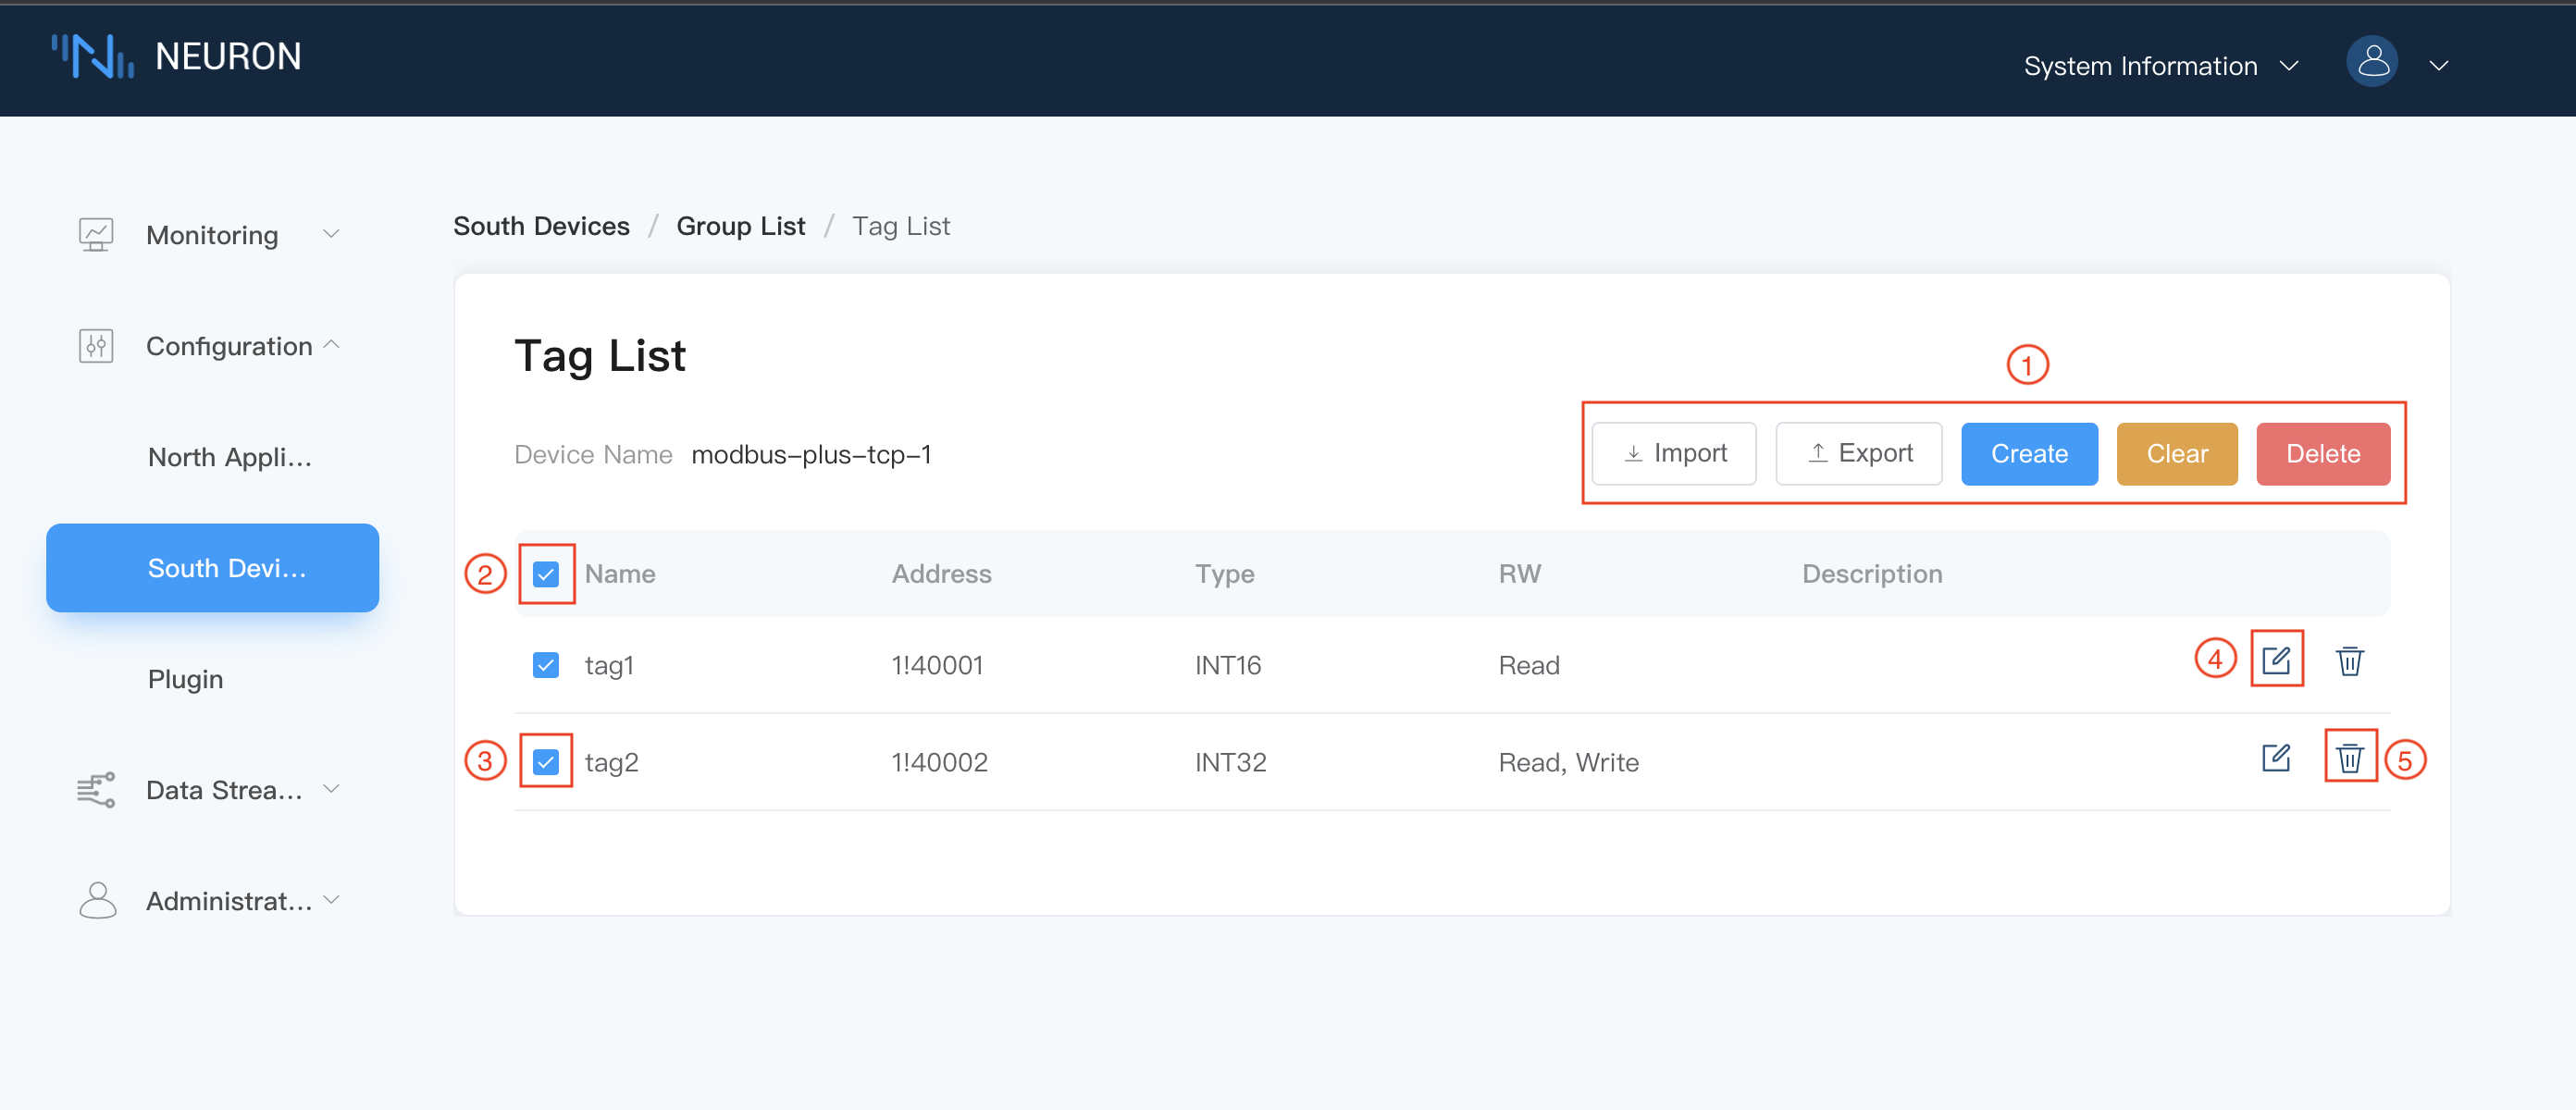 NEURON
System Information
Monitoring
Configuration
North Appli...
South Devi...
Plugin
Data Strea...
Administrat...
South Devices / Group List / Tag List
Tag List
①
Device Name modbus-plus-tcp-1
Import Export Create Clear Delete
② Name Address Type RW Description
tag1 1!40001 INT16 Read ④
③ tag2 1!40002 INT32 Read, Write ⑤